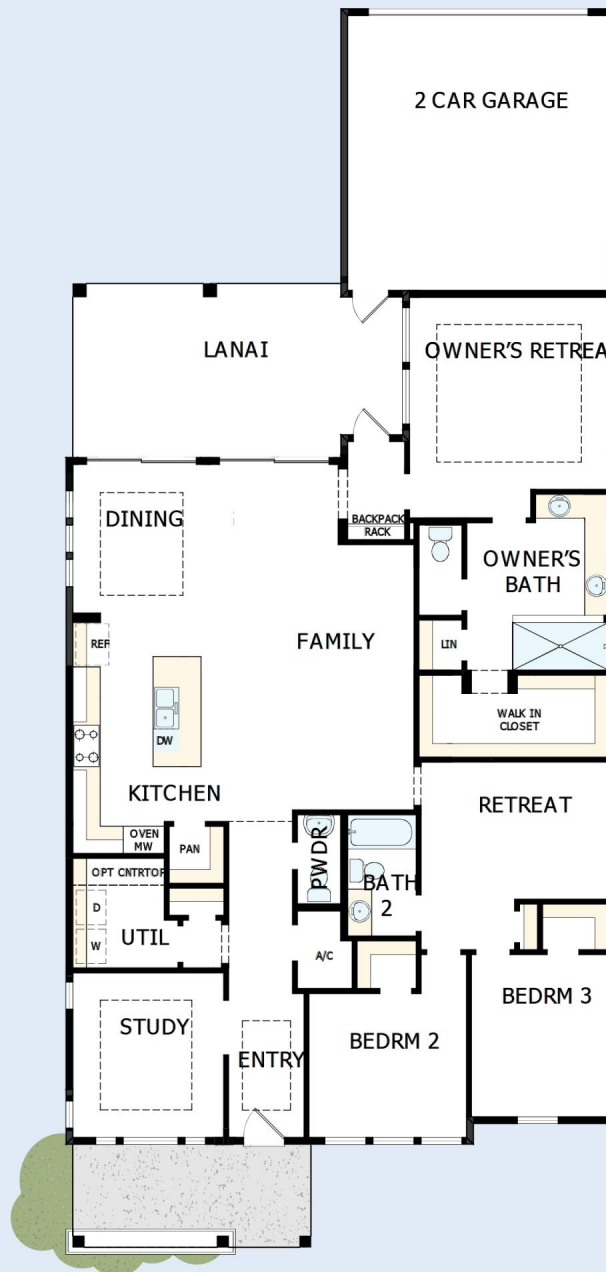 2 CAR GARAGE
LANAI
OWNER'S RETREA
DINING
BACKPACK
RACK
OWNER'S
BATH
REF
FAMILY
LIN
WALK IN
CLOSET
DW
KITCHEN
RETREAT
OVEN
MW
PAN
PWDR
OPT CNTRTOP
BATH
2
D
W
UTIL
A/C
STUDY
BEDRM 3
ENTRY
BEDRM 2